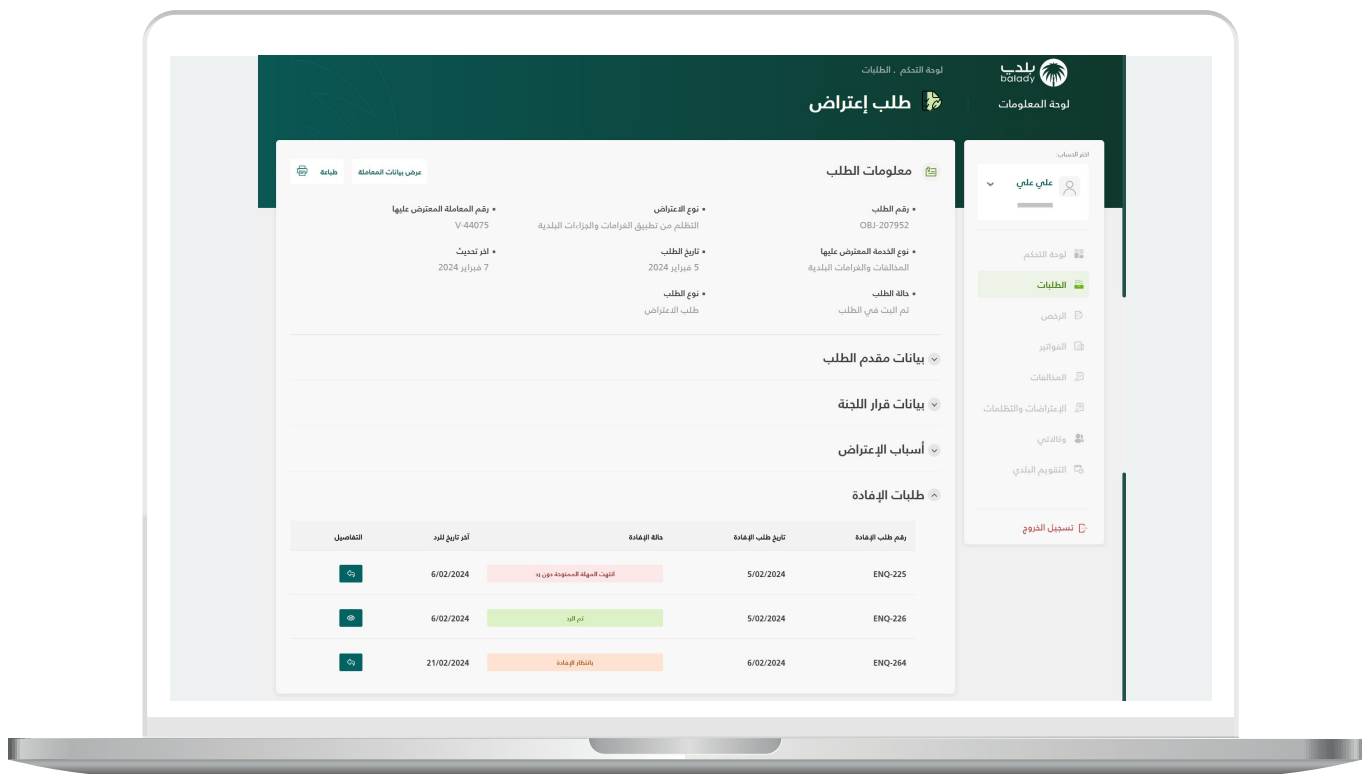 بلدي
balady
لوحة المعلومات
لوحة التحكم . الطلبات
طلب إعتراض
اختر الحساب:
علي علي
لوحة التحكم
الطلبات
الرخص
الفواتير
المخالفات
الإعتراضات والتظلمات
وكالاتي
التقويم البلدي
تسجيل الخروج
معلومات الطلب
عرض بيانات المعاملة
طباعة
• رقم الطلب • نوع الاعتراض • رقم المعاملة المعترض عليها
OBJ-207952 التظلم من تطبيق الغرامات والجزاءات البلدية V-44075
• نوع الخدمة المعترض عليها • تاريخ الطلب • اخر تحديث
المخالفات والغرامات البلدية 5 فبراير 2024 7 فبراير 2024
• حالة الطلب • نوع الطلب
تم البت في الطلب طلب الاعتراض
بيانات مقدم الطلب
بيانات قرار اللجنة
أسباب الإعتراض
طلبات الإفادة
رقم طلب الإفادة تاريخ طلب الإفادة حالة الإفادة آخر تاريخ للرد التفاصيل
ENQ-225 5/02/2024 انتهت المهلة الممنوحة دون رد 6/02/2024
ENQ-226 5/02/2024 تم الرد 6/02/2024
ENQ-264 6/02/2024 بانتظار الإفادة 21/02/2024